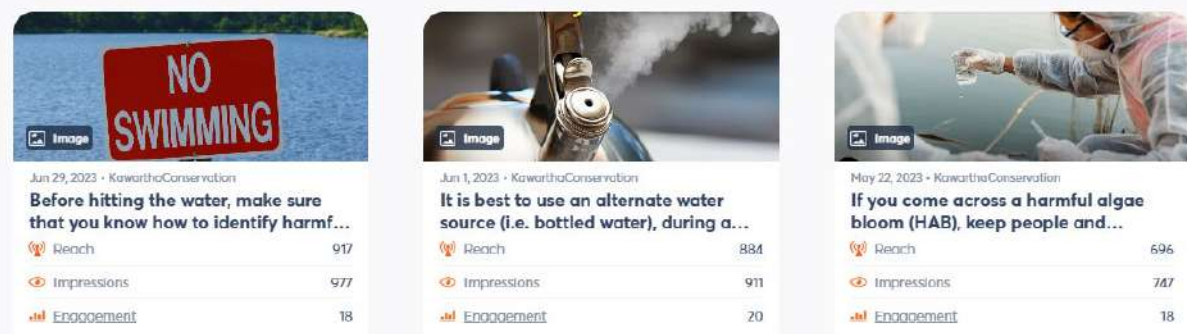 NO
SWIMMING
Image
Jun 29, 2023 • KawarthaConservation
Before hitting the water, make sure
that you know how to identify harmf...
Reach 917
Impressions 977
Engagement 18
Image
Jun 1, 2023 • KawarthaConservation
It is best to use an alternate water
source (i.e. bottled water), during a...
Reach 884
Impressions 911
Engagement 20
Image
May 22, 2023 • KawarthaConservation
If you come across a harmful algae
bloom (HAB), keep people and...
Reach 696
Impressions 747
Engagement 18